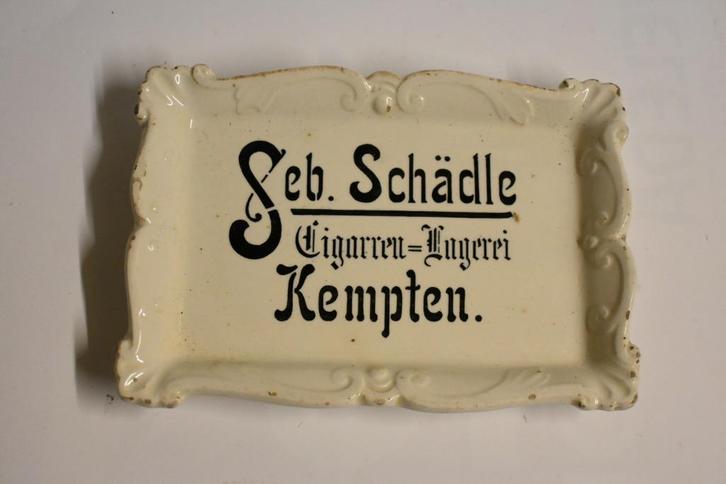 Seb. Schädle
Cigarren=Lagerei
Kempten.